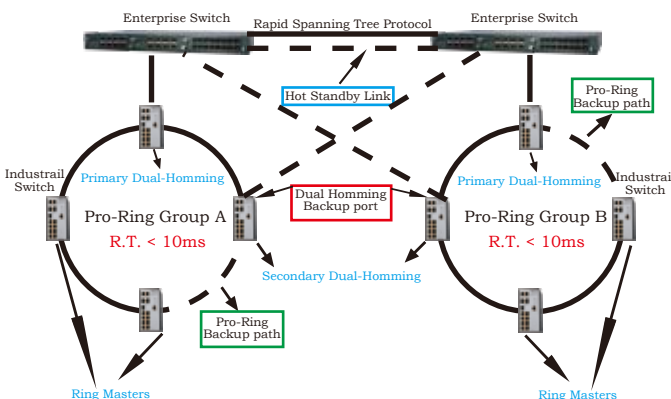 Enterprise Switch
Rapid Spanning Tree Protocol
Enterprise Switch
Hot Standby Link
Pro-Ring
Backup path
Industrail
Switch
Primary Dual-Homming
Dual Homming
Backup port
Primary Dual-Homming
Industrail
Switch
Pro-Ring Group A
R.T. < 10ms
Pro-Ring Group B
R.T. < 10ms
Secondary Dual-Homming
Pro-Ring
Backup path
Ring Masters
Ring Masters